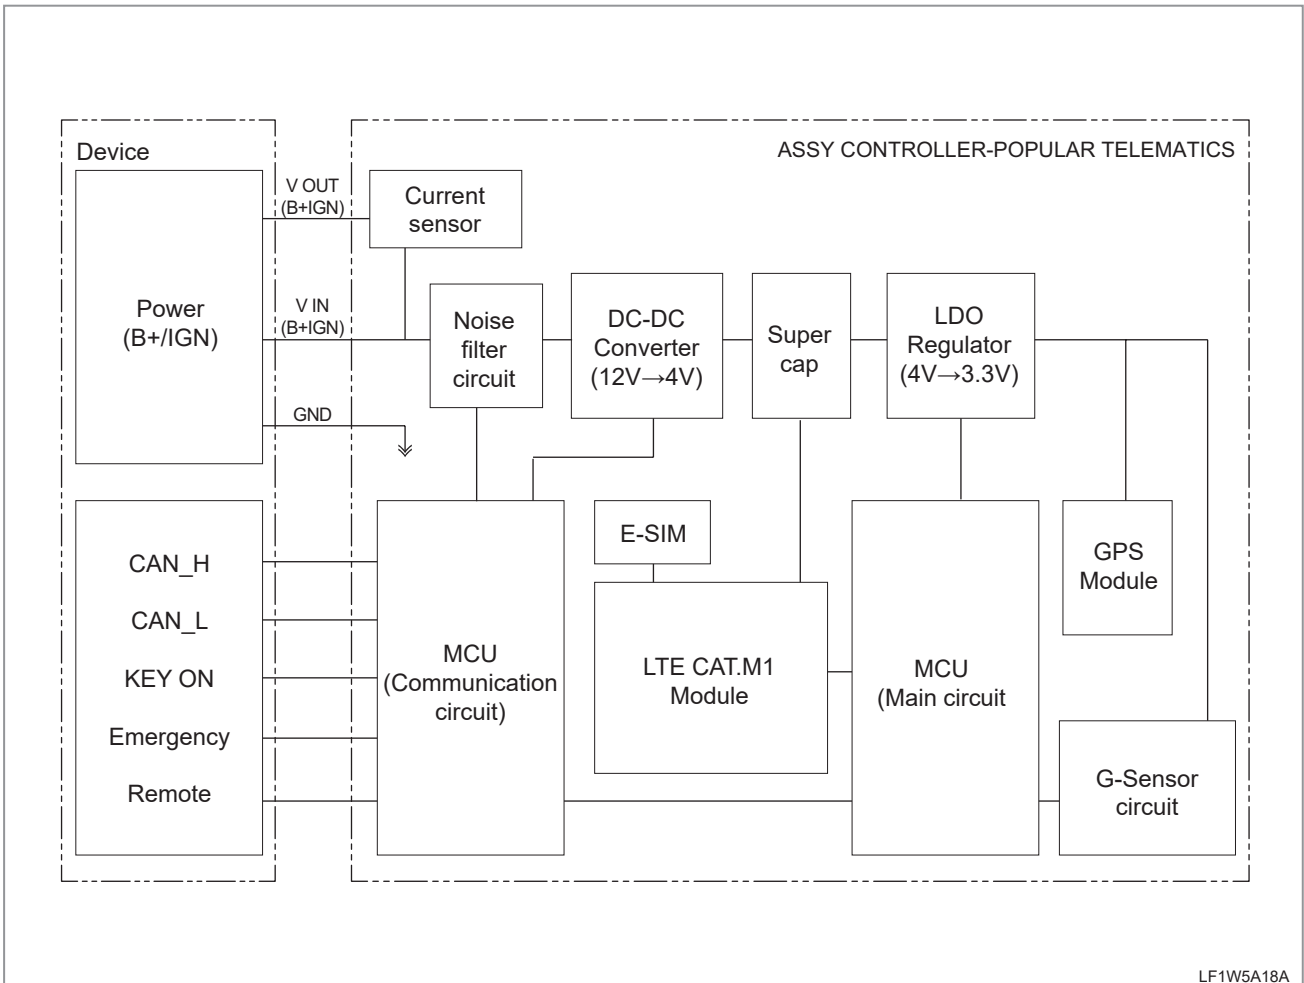 Device
ASSY CONTROLLER-POPULAR TELEMATICS
V OUT
(B+IGN)
Current
sensor
Power
(B+/IGN)
V IN
(B+IGN)
Noise
filter
circuit
DC-DC
Converter
(12V→4V)
Super
cap
LDO
Regulator
(4V→3.3V)
GND
CAN_H
CAN_L
KEY ON
Emergency
Remote
MCU
(Communication
circuit)
E-SIM
LTE CAT.M1
Module
MCU
(Main circuit
GPS
Module
G-Sensor
circuit
LF1W5A18A